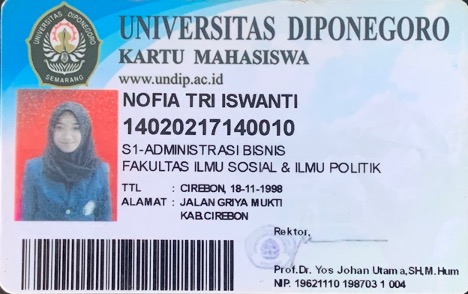 UNIVERSITAS DIPONEGORO
KARTU MAHASISWA
www.undip.ac.id
UNIVERSITAS DIPONEGORO
SEMARANG
NOFIA TRI ISWANTI
14020217140010
S1-ADMINISTRASI BISNIS
FAKULTAS ILMU SOSIAL & ILMU POLITIK
TTL : CIREBON, 18-11-1998
ALAMAT : JALAN GRIYA MUKTI
KAB.CIREBON
Rektor,
Prof.Dr. Yos Johan Utama,SH,M.Hum
NIP. 19621110 198703 1 004